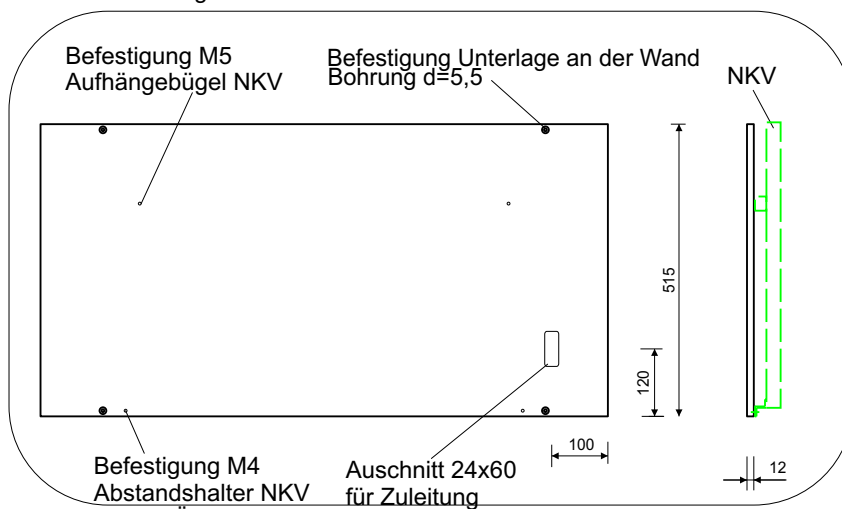 Befestigung M5
Aufhängebügel NKV
Befestigung Unterlage an der Wand
Bohrung d=5,5
NKV
515
120
100
12
Befestigung M4
Abstandshalter NKV
Auschnitt 24x60
für Zuleitung